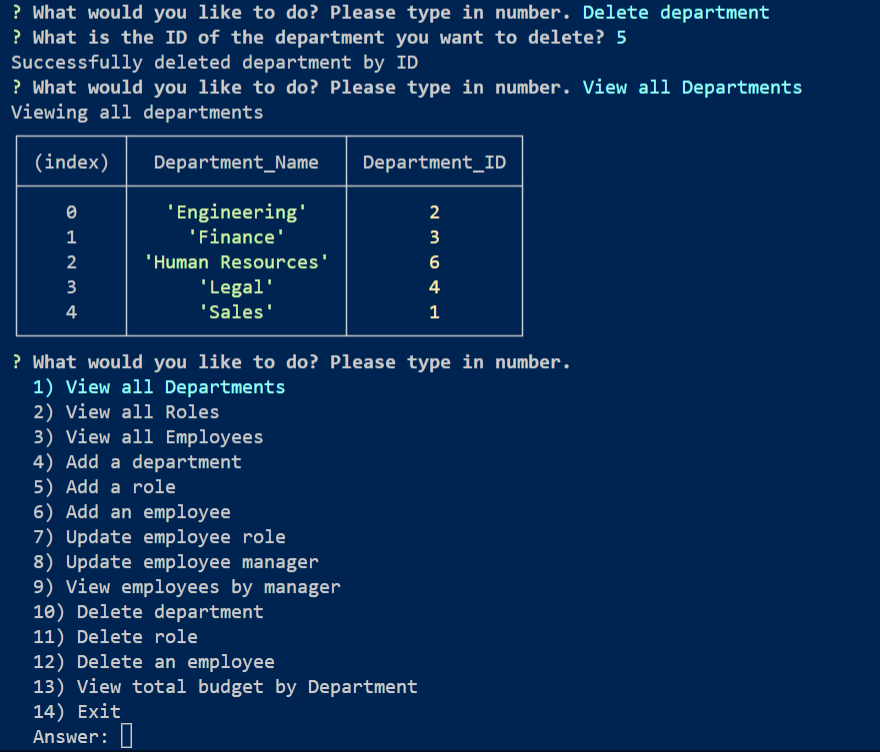 ? What would you like to do? Please type in number. Delete department
? What is the ID of the department you want to delete? 5
Successfully deleted department by ID
? What would you like to do? Please type in number. View all Departments
Viewing all departments
(index) Department_Name Department_ID
0 'Engineering' 2
1 'Finance' 3
2 'Human Resources' 6
3 'Legal' 4
4 'Sales' 1
? What would you like to do? Please type in number.
1) View all Departments
2) View all Roles
3) View all Employees
4) Add a department
5) Add a role
6) Add an employee
7) Update employee role
8) Update employee manager
9) View employees by manager
10) Delete department
11) Delete role
12) Delete an employee
13) View total budget by Department
14) Exit
Answer: